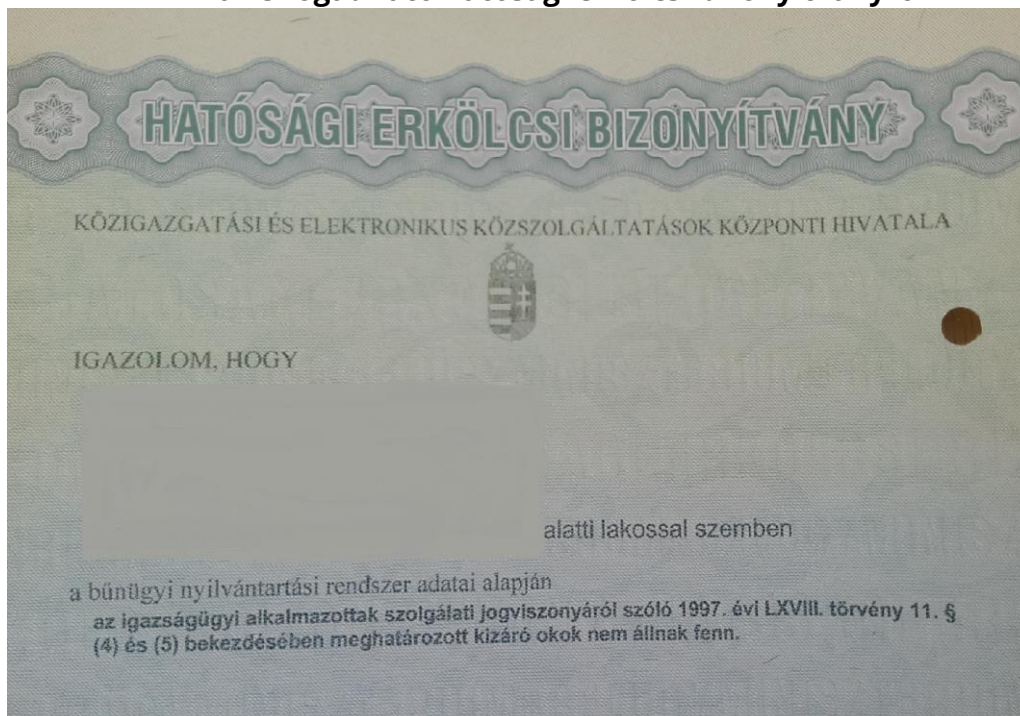 HATÓSÁGI ERKÖLCSI BIZONYÍTVÁNY
KÖZIGAZGATÁSI ÉS ELEKTRONIKUS KÖZSZOLGÁLTATÁSOK KÖZPONTI HIVATALA
IGAZOLOM, HOGY
alatti lakossal szemben
a bűnügyi nyilvántartási rendszer adatai alapján
az igazságügyi alkalmazottak szolgálati jogviszonyáról szóló 1997. évi LXVIII. törvény 11. §
(4) és (5) bekezdésében meghatározott kizáró okok nem állnak fenn.